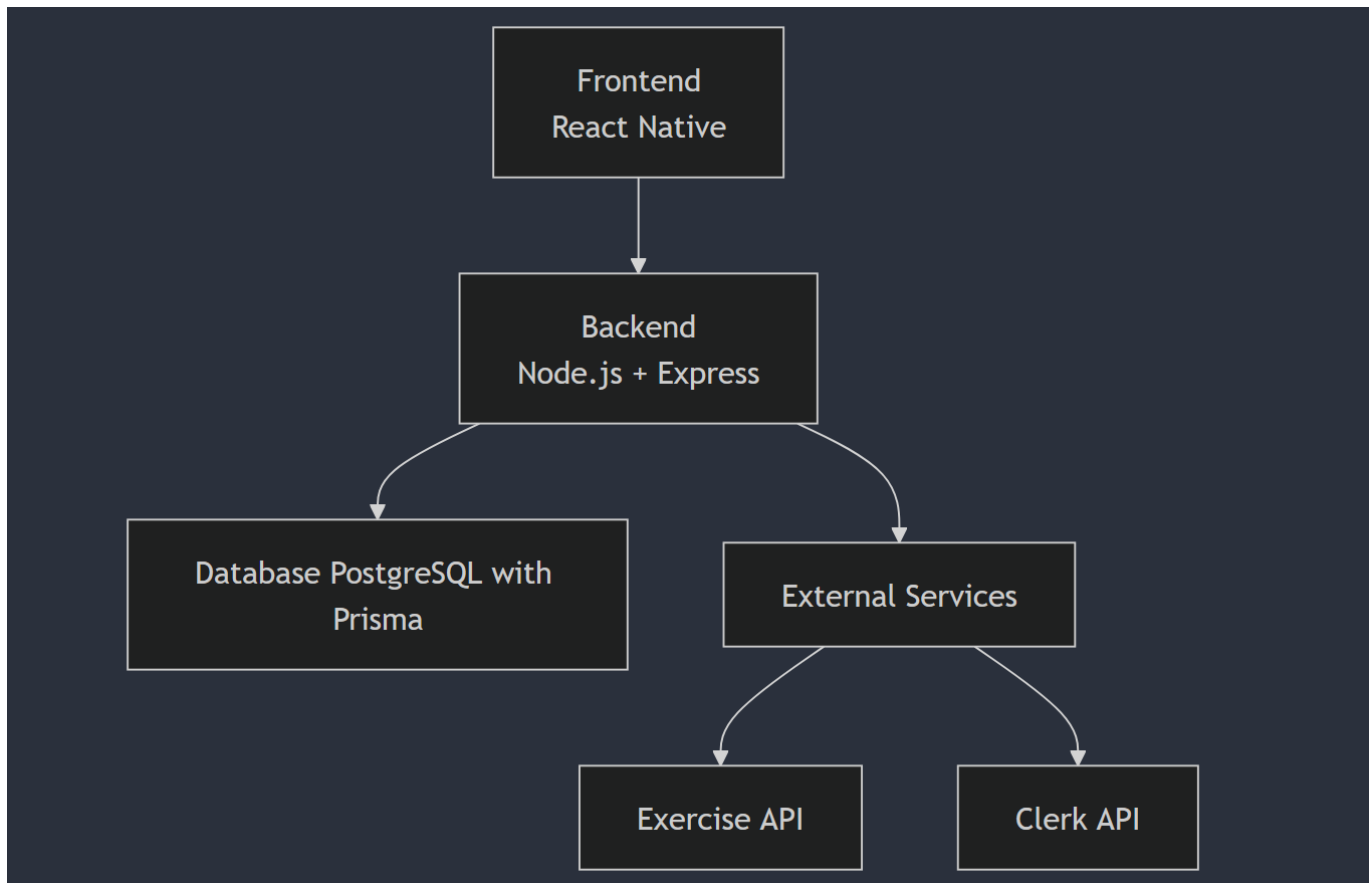 Frontend
React Native
Backend
Node.js + Express
Database PostgreSQL with
Prisma
External Services
Exercise API
Clerk API